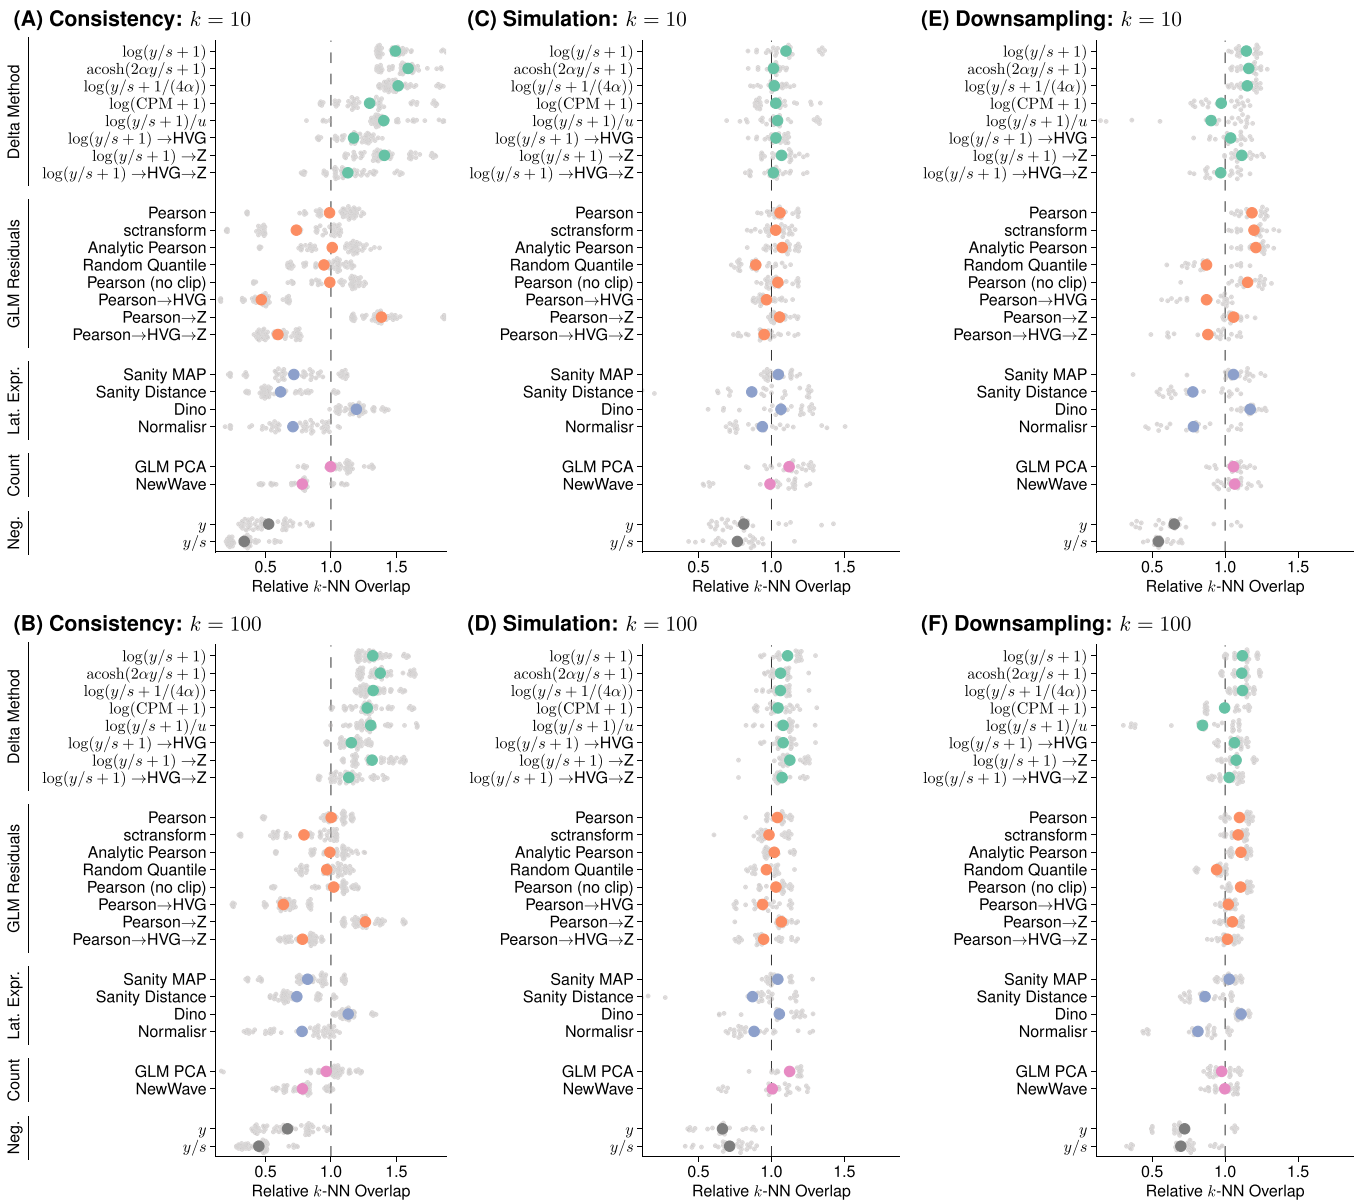 (A) Consistency: k = 10
Delta Method
log(y/s + 1)
acosh(2αy/s + 1)
log(y/s + 1/(4α))
log(CPM + 1)
log(y/s + 1)/u
log(y/s + 1) →HVG
log(y/s + 1) →Z
log(y/s + 1) →HVG→Z
GLM Residuals
Pearson
sctransform
Analytic Pearson
Random Quantile
Pearson (no clip)
Pearson→HVG
Pearson→Z
Pearson→HVG→Z
Lat. Expr.
Sanity MAP
Sanity Distance
Dino
Normalisr
Count
GLM PCA
NewWave
Neg.
y
y/s
0.5 1.0 1.5
Relative k-NN Overlap
(C) Simulation: k = 10
log(y/s + 1)
acosh(2αy/s + 1)
log(y/s + 1/(4α))
log(CPM + 1)
log(y/s + 1)/u
log(y/s + 1) →HVG
log(y/s + 1) →Z
log(y/s + 1) →HVG→Z
Pearson
sctransform
Analytic Pearson
Random Quantile
Pearson (no clip)
Pearson→HVG
Pearson→Z
Pearson→HVG→Z
Sanity MAP
Sanity Distance
Dino
Normalisr
GLM PCA
NewWave
y
y/s
0.5 1.0 1.5
Relative k-NN Overlap
(E) Downsampling: k = 10
log(y/s + 1)
acosh(2αy/s + 1)
log(y/s + 1/(4α))
log(CPM + 1)
log(y/s + 1)/u
log(y/s + 1) →HVG
log(y/s + 1) →Z
log(y/s + 1) →HVG→Z
Pearson
sctransform
Analytic Pearson
Random Quantile
Pearson (no clip)
Pearson→HVG
Pearson→Z
Pearson→HVG→Z
Sanity MAP
Sanity Distance
Dino
Normalisr
GLM PCA
NewWave
y
y/s
0.5 1.0 1.5
Relative k-NN Overlap
(B) Consistency: k = 100
Delta Method
log(y/s + 1)
acosh(2αy/s + 1)
log(y/s + 1/(4α))
log(CPM + 1)
log(y/s + 1)/u
log(y/s + 1) →HVG
log(y/s + 1) →Z
log(y/s + 1) →HVG→Z
GLM Residuals
Pearson
sctransform
Analytic Pearson
Random Quantile
Pearson (no clip)
Pearson→HVG
Pearson→Z
Pearson→HVG→Z
Lat. Expr.
Sanity MAP
Sanity Distance
Dino
Normalisr
Count
GLM PCA
NewWave
Neg.
y
y/s
0.5 1.0 1.5
Relative k-NN Overlap
(D) Simulation: k = 100
log(y/s + 1)
acosh(2αy/s + 1)
log(y/s + 1/(4α))
log(CPM + 1)
log(y/s + 1)/u
log(y/s + 1) →HVG
log(y/s + 1) →Z
log(y/s + 1) →HVG→Z
Pearson
sctransform
Analytic Pearson
Random Quantile
Pearson (no clip)
Pearson→HVG
Pearson→Z
Pearson→HVG→Z
Sanity MAP
Sanity Distance
Dino
Normalisr
GLM PCA
NewWave
y
y/s
0.5 1.0 1.5
Relative k-NN Overlap
(F) Downsampling: k = 100
log(y/s + 1)
acosh(2αy/s + 1)
log(y/s + 1/(4α))
log(CPM + 1)
log(y/s + 1)/u
log(y/s + 1) →HVG
log(y/s + 1) →Z
log(y/s + 1) →HVG→Z
Pearson
sctransform
Analytic Pearson
Random Quantile
Pearson (no clip)
Pearson→HVG
Pearson→Z
Pearson→HVG→Z
Sanity MAP
Sanity Distance
Dino
Normalisr
GLM PCA
NewWave
y
y/s
0.5 1.0 1.5
Relative k-NN Overlap